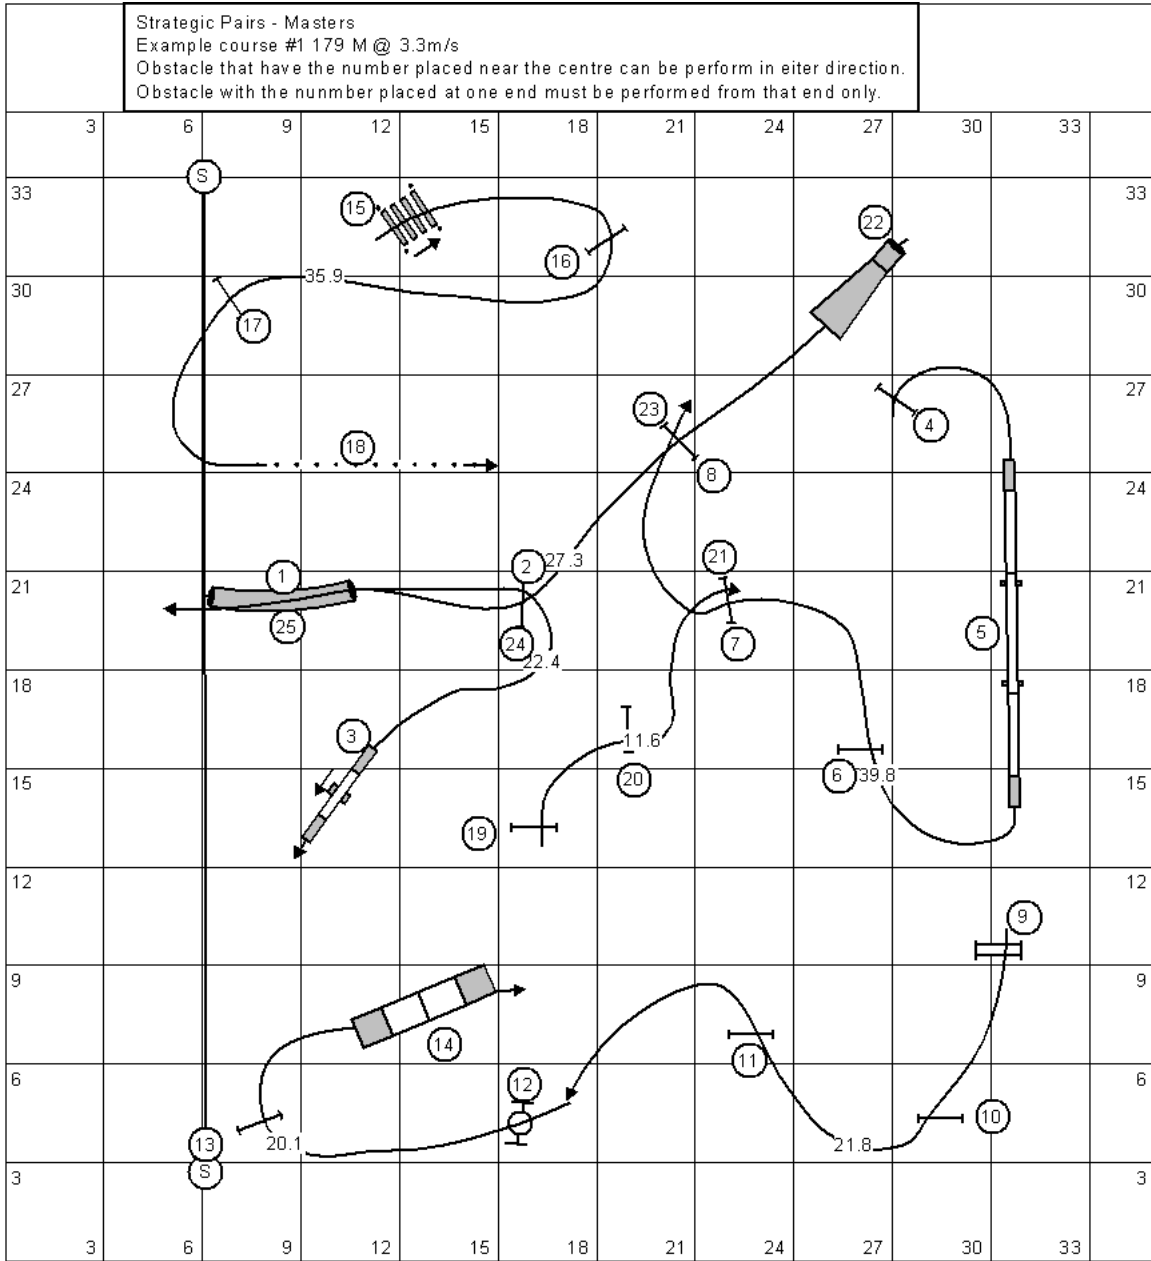 Strategic Pairs - Masters
Example course #1 179 M @ 3.3m/s
Obstacle that have the number placed near the centre can be perform in eiter direction.
Obstacle with the nunmber placed at one end must be performed from that end only.
3 6 9 12 15 18 21 24 27 30 33
S
33 15 22 33
16
30 35.9 30
17
27 23 4 27
18 8
24 24
2 27.3 21
21 1 21
25 24 7 5
22.4
18 18
3 11.6
15 20 6 39.8 15
19
12 12
9
9 9
14 11
6 12 6
13 20.1 21.8 10
3 S 3
3 6 9 12 15 18 21 24 27 30 33